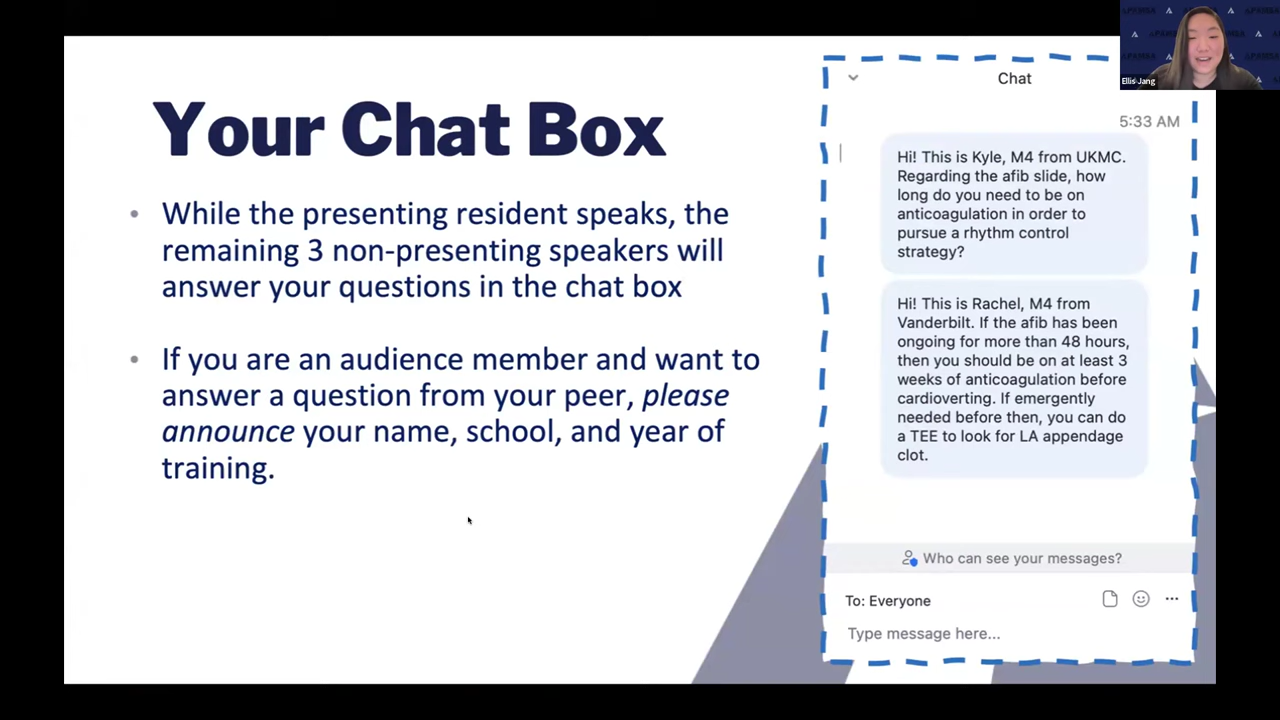 Your Chat Box
• While the presenting resident speaks, the
remaining 3 non-presenting speakers will
answer your questions in the chat box
• If you are an audience member and want to
answer a question from your peer, please
announce your name, school, and year of
training.
Chat
5:33 AM
Hi! This is Kyle, M4 from UKMC.
Regarding the afib slide, how
long do you need to be on
anticoagulation in order to
pursue a rhythm control
strategy?
Hi! This is Rachel, M4 from
Vanderbilt. If the afib has been
ongoing for more than 48 hours,
then you should be on at least 3
weeks of anticoagulation before
cardioverting. If emergently
needed before then, you can do
a TEE to look for LA appendage
clot.
Who can see your messages?
To: Everyone
Type message here...
Ellis Jang